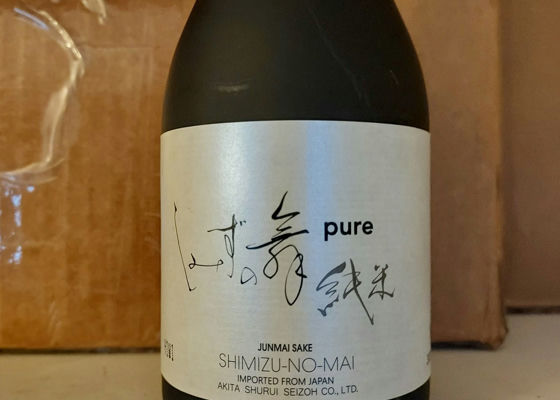 しみずの舞
pure
純米
JUNMAI SAKE
SHIMIZU-NO-MAI
IMPORTED FROM JAPAN
AKITA SHURUI SEIZOH CO., LTD.